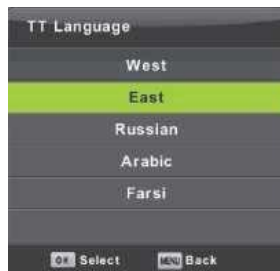 TT Language
West
East
Russian
Arabic
Farsi
OK Select MENU Back